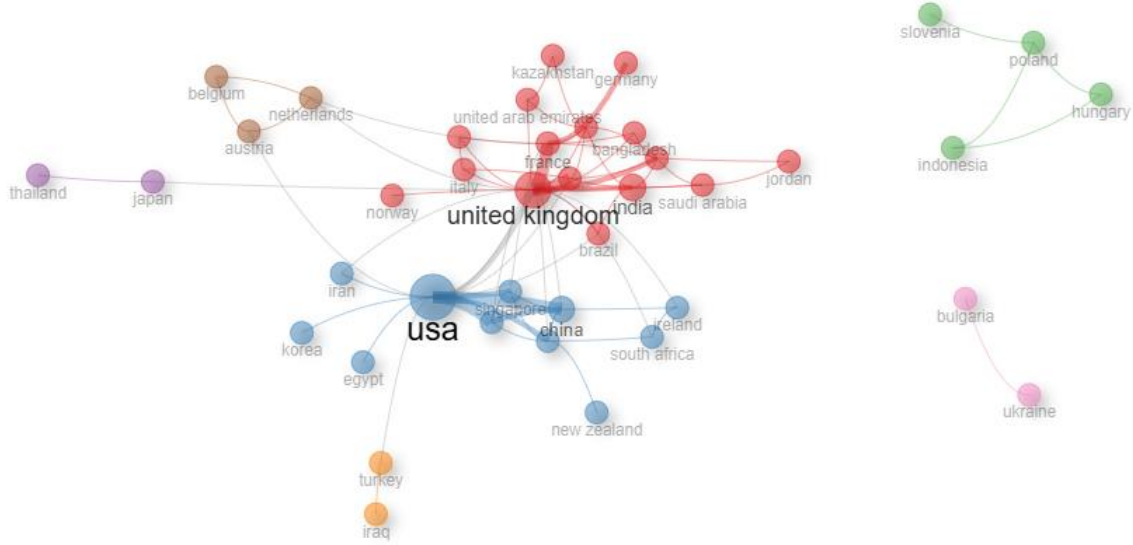 slovenia
poland
kazakhstan
germany
belgium
hungary
netherlands
united arab emirates
austria
bangladesh
france
indonesia
thailand
japan
italy
jordan
norway
india
saudi arabia
united kingdom
brazil
iran
singapore
bulgaria
usa
china
ireland
korea
south africa
egypt
ukraine
new zealand
turkey
iraq